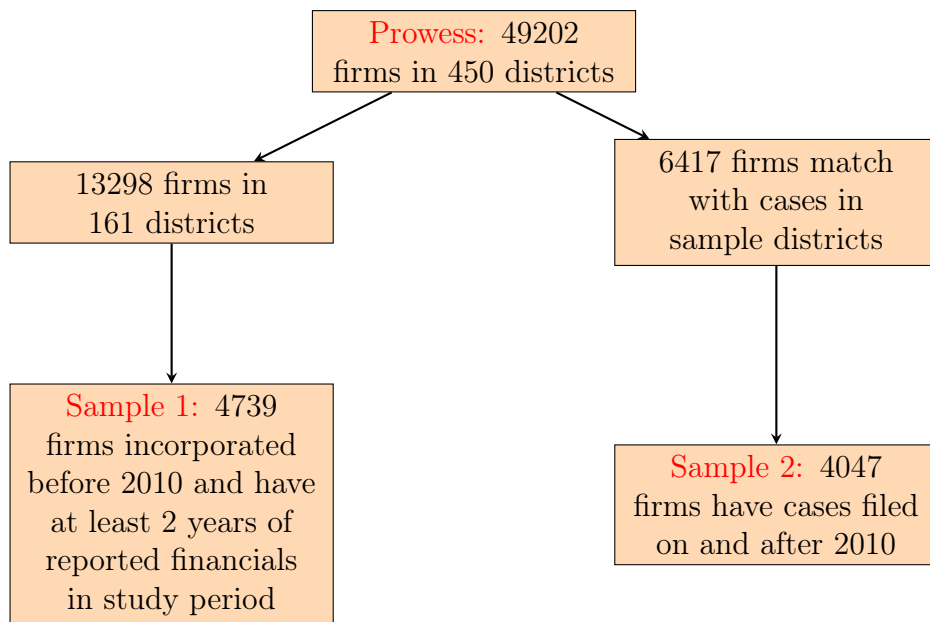 Prowess: 49202
firms in 450 districts
13298 firms in
161 districts
6417 firms match
with cases in
sample districts
Sample 1: 4739
firms incorporated
before 2010 and have
at least 2 years of
reported financials
in study period
Sample 2: 4047
firms have cases filed
on and after 2010